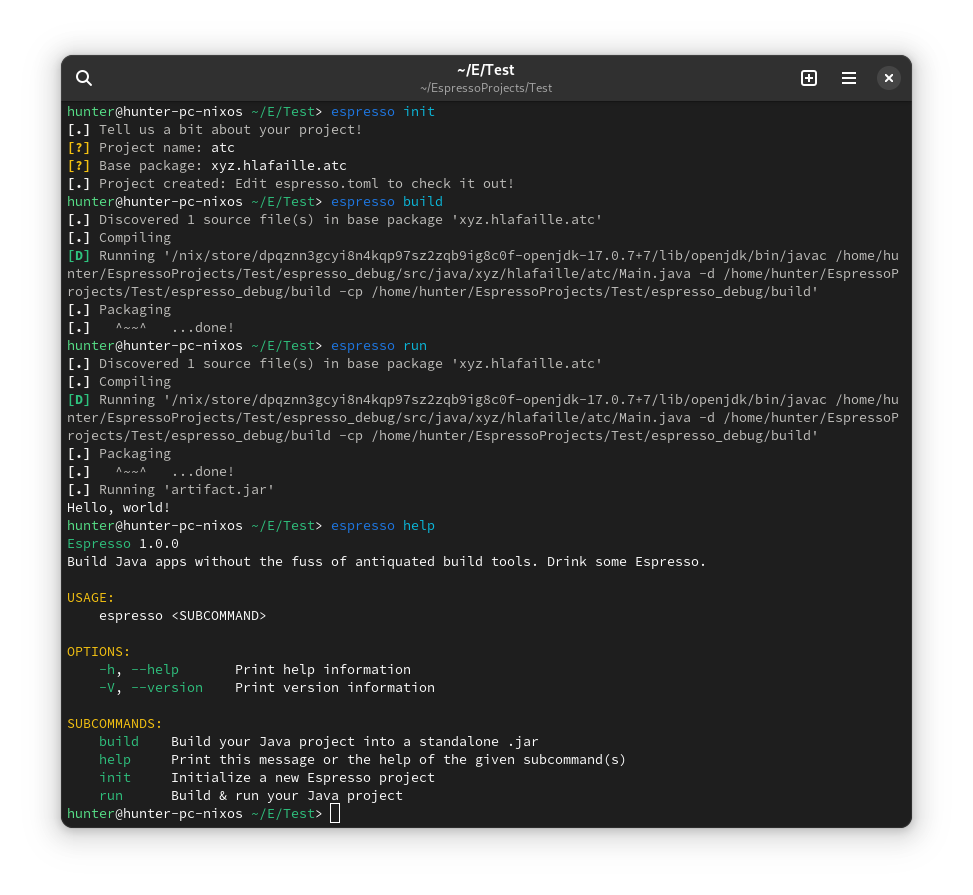 ~/E/Test
~/EspressoProjects/Test
hunter@hunter-pc-nixos ~/E/Test> espresso init
[.] Tell us a bit about your project!
[?] Project name: atc
[?] Base package: xyz.hlafaille.atc
[.] Project created: Edit espresso.toml to check it out!
hunter@hunter-pc-nixos ~/E/Test> espresso build
[.] Discovered 1 source file(s) in base package 'xyz.hlafaille.atc'
[.] Compiling
[D] Running '/nix/store/dpqznn3gcyi8n4kqp97sz2zqb9ig8c0f-openjdk-17.0.7+7/lib/openjdk/bin/javac /home/hu
nter/EspressoProjects/Test/espresso_debug/src/java/xyz/hlafaille/atc/Main.java -d /home/hunter/EspressoP
rojects/Test/espresso_debug/build -cp /home/hunter/EspressoProjects/Test/espresso_debug/build'
[.] Packaging
[.]   ^~~^   ...done!
hunter@hunter-pc-nixos ~/E/Test> espresso run
[.] Discovered 1 source file(s) in base package 'xyz.hlafaille.atc'
[.] Compiling
[D] Running '/nix/store/dpqznn3gcyi8n4kqp97sz2zqb9ig8c0f-openjdk-17.0.7+7/lib/openjdk/bin/javac /home/hu
nter/EspressoProjects/Test/espresso_debug/src/java/xyz/hlafaille/atc/Main.java -d /home/hunter/EspressoP
rojects/Test/espresso_debug/build -cp /home/hunter/EspressoProjects/Test/espresso_debug/build'
[.] Packaging
[.]   ^~~^   ...done!
[.] Running 'artifact.jar'
Hello, world!
hunter@hunter-pc-nixos ~/E/Test> espresso help
Espresso 1.0.0
Build Java apps without the fuss of antiquated build tools. Drink some Espresso.
USAGE:
    espresso <SUBCOMMAND>
OPTIONS:
    -h, --help       Print help information
    -V, --version    Print version information
SUBCOMMANDS:
    build    Build your Java project into a standalone .jar
    help     Print this message or the help of the given subcommand(s)
    init     Initialize a new Espresso project
    run      Build & run your Java project
hunter@hunter-pc-nixos ~/E/Test>